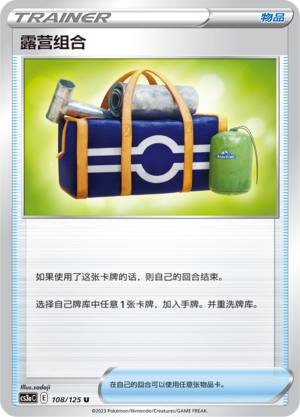 TRAINER 物品
露营组合
如果使用了这张卡牌的话，则自己的回合结束。
选择自己牌库中任意1张卡牌，加入手牌。并重洗牌库。
Illus.sadaji
CS3aC E 108/125 U
在自己的回合可以使用任意张物品卡。
©2023 Pokémon/Nintendo/Creatures/GAME FREAK.